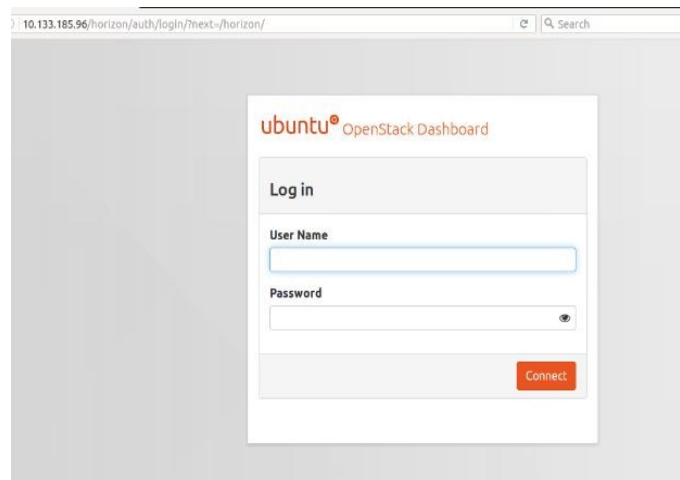 10.133.185.96/horizon/auth/login/?next=/horizon/
Search
ubuntu OpenStack Dashboard
Log in
User Name
Password
Connect